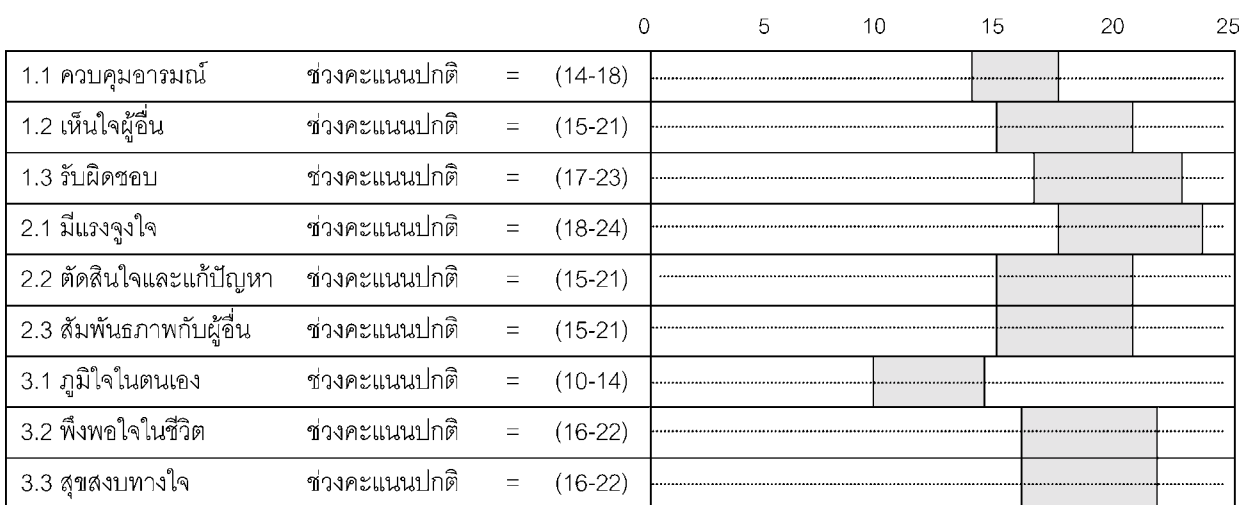 0 5 10 15 20 25
1.1 ควบคุมอารมณ์ ช่วงคะแนนปกติ = (14-18)
1.2 เห็นใจผู้อื่น ช่วงคะแนนปกติ = (15-21)
1.3 รับผิดชอบ ช่วงคะแนนปกติ = (17-23)
2.1 มีแรงจูงใจ ช่วงคะแนนปกติ = (18-24)
2.2 ตัดสินใจและแก้ปัญหา ช่วงคะแนนปกติ = (15-21)
2.3 สัมพันธภาพกับผู้อื่น ช่วงคะแนนปกติ = (15-21)
3.1 ภูมิใจในตนเอง ช่วงคะแนนปกติ = (10-14)
3.2 พึงพอใจในชีวิต ช่วงคะแนนปกติ = (16-22)
3.3 สุขสงบทางใจ ช่วงคะแนนปกติ = (16-22)